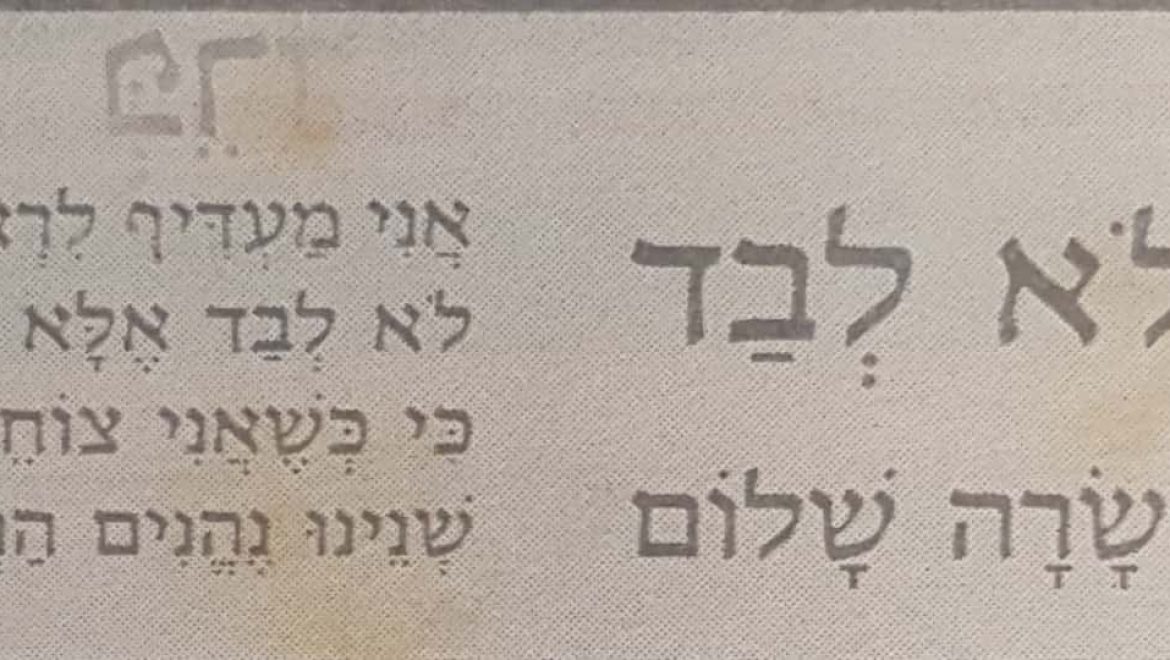 לֹא לְבַד
שָׂרָה שָׁלוֹם
אֲנִי מַעְדִּיף
לֹא לְבַד אֶלָּא
כִּי כְּשֶׁאֲנִי
שְׁנֵינוּ נֶהֱנִים